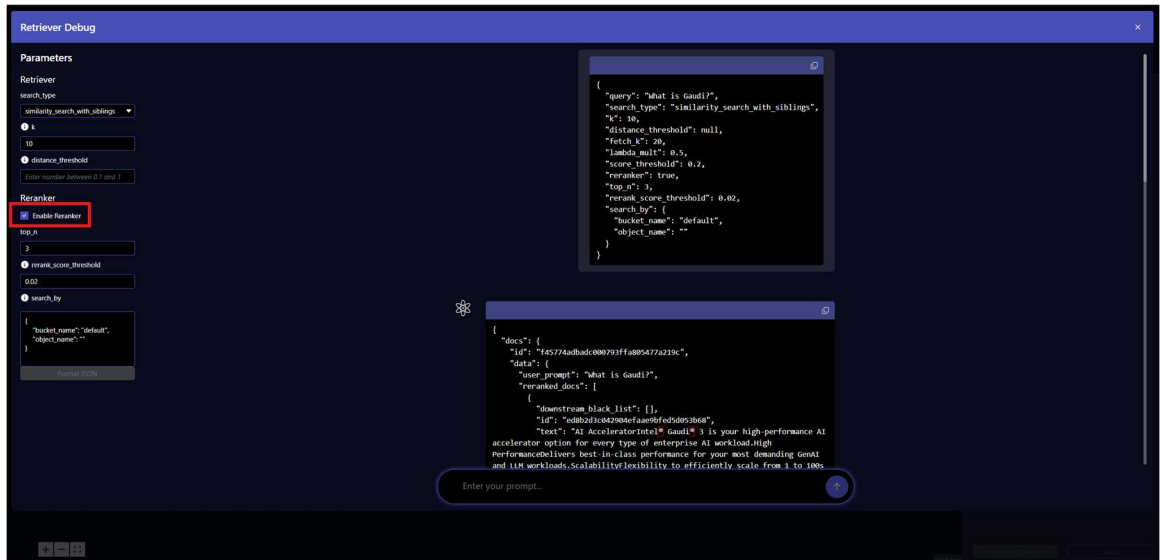 Retriever Debug
×
Parameters
Retriever
search_type
similarity_search_with_siblings
k
10
distance_threshold
Enter number between 0.1 and 1
Reranker
Enable Reranker
top_n
3
rerank_score_threshold
0.02
search_by
{
"bucket_name": "default",
"object_name": ""
}
Format JSON
{
"query": "What is Gaudi?",
"search_type": "similarity_search_with_siblings",
"k": 10,
"distance_threshold": null,
"fetch_k": 20,
"lambda_mult": 0.5,
"score_threshold": 0.2,
"reranker": true,
"top_n": 3,
"rerank_score_threshold": 0.02,
"search_by": {
"bucket_name": "default",
"object_name": ""
}
}
{
"docs": {
"id": "f45774adbadc000793ffa805477a219c",
"data": {
"user_prompt": "What is Gaudi?",
"reranked_docs": [
{
"downstream_black_list": [],
"id": "ed8b2d3c042904efaae9bfed5d053b68",
"text": "AI AcceleratorIntel® Gaudi® 3 is your high-performance AI
accelerator option for every type of enterprise AI workload.High
PerformanceDelivers best-in-class performance for your most demanding GenAI
and LLM workloads.ScalabilityFlexibility to efficiently scale from 1 to 100s
Enter your prompt...